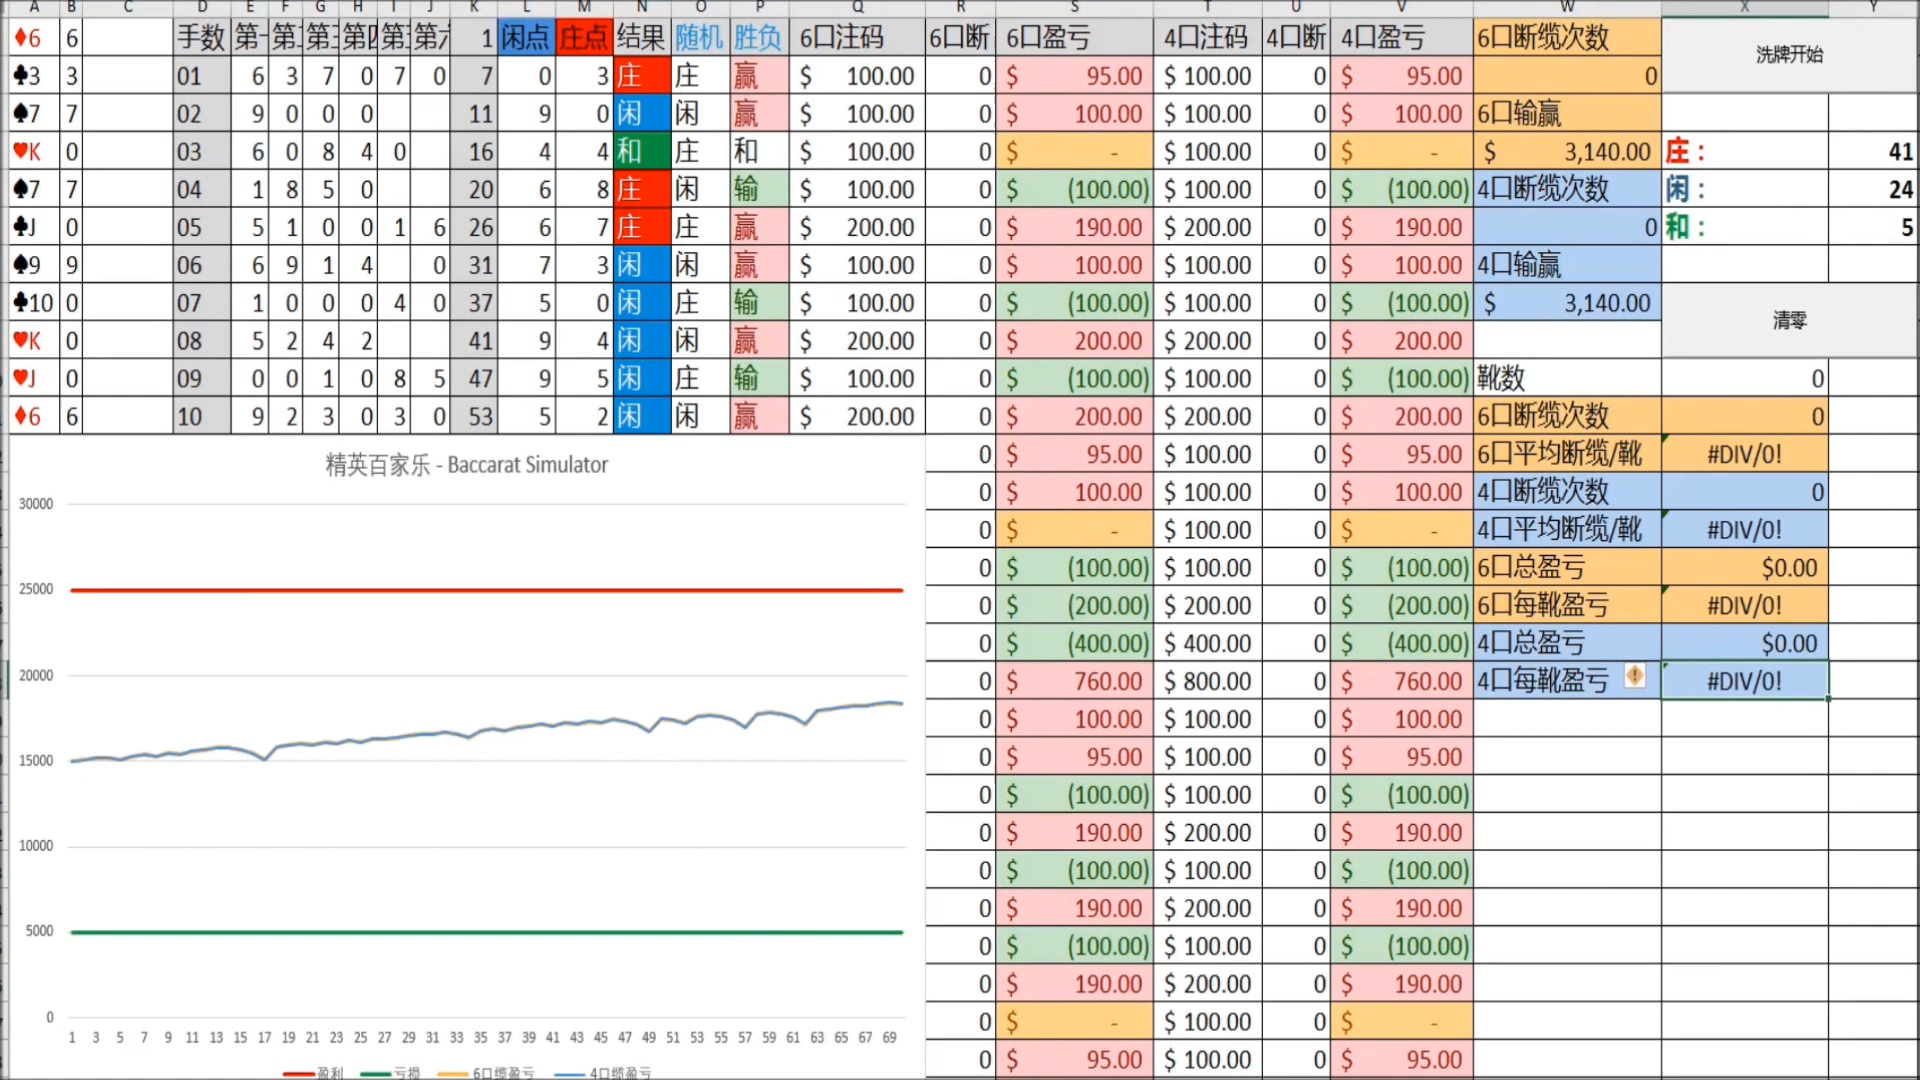 A B C D E F G H I J K L M N O P Q R S T U V W X Y
♦6 6 手数 第一 第二 第三 第四 第五 第六 1 闲点 庄点 结果 随机 胜负 6口注码 6口断 6口盈亏 4口注码 4口断 4口盈亏 6口断缆次数 洗牌开始
♣3 3 01 6 3 7 0 7 0 7 0 3 庄 庄 赢 $ 100.00 0 $ 95.00 $ 100.00 0 $ 95.00 0
♠7 7 02 9 0 0 0 11 9 0 闲 闲 赢 $ 100.00 0 $ 100.00 $ 100.00 0 $ 100.00 6口输赢
♥K 0 03 6 0 8 4 0 16 4 4 和 庄 和 $ 100.00 0 $ - $ 100.00 0 $ - $ 3,140.00 庄： 41
♠7 7 04 1 8 5 0 20 6 8 庄 闲 输 $ 100.00 0 $ (100.00) $ 100.00 0 $ (100.00) 4口断缆次数 闲： 24
♣J 0 05 5 1 0 0 1 6 26 6 7 庄 庄 赢 $ 200.00 0 $ 190.00 $ 200.00 0 $ 190.00 0 和： 5
♠9 9 06 6 9 1 4 0 31 7 3 闲 闲 赢 $ 100.00 0 $ 100.00 $ 100.00 0 $ 100.00 4口输赢
♣10 0 07 1 0 0 0 4 0 37 5 0 闲 庄 输 $ 100.00 0 $ (100.00) $ 100.00 0 $ (100.00) $ 3,140.00 清零
♥K 0 08 5 2 4 2 41 9 4 闲 闲 赢 $ 200.00 0 $ 200.00 $ 200.00 0 $ 200.00
♥J 0 09 0 0 1 0 8 5 47 9 5 闲 庄 输 $ 100.00 0 $ (100.00) $ 100.00 0 $ (100.00) 靴数 0
♦6 6 10 9 2 3 0 3 0 53 5 2 闲 闲 赢 $ 200.00 0 $ 200.00 $ 200.00 0 $ 200.00 6口断缆次数 0
0 $ 95.00 $ 100.00 0 $ 95.00 6口平均断缆/靴 #DIV/0!
0 $ 100.00 $ 100.00 0 $ 100.00 4口断缆次数 0
0 $ - $ 100.00 0 $ - 4口平均断缆/靴 #DIV/0!
0 $ (100.00) $ 100.00 0 $ (100.00) 6口总盈亏 $0.00
0 $ (200.00) $ 200.00 0 $ (200.00) 6口每靴盈亏 #DIV/0!
0 $ (400.00) $ 400.00 0 $ (400.00) 4口总盈亏 $0.00
0 $ 760.00 $ 800.00 0 $ 760.00 4口每靴盈亏 #DIV/0!
0 $ 100.00 $ 100.00 0 $ 100.00
0 $ 95.00 $ 100.00 0 $ 95.00
0 $ (100.00) $ 100.00 0 $ (100.00)
0 $ 190.00 $ 200.00 0 $ 190.00
0 $ (100.00) $ 100.00 0 $ (100.00)
0 $ 190.00 $ 200.00 0 $ 190.00
0 $ (100.00) $ 100.00 0 $ (100.00)
0 $ 190.00 $ 200.00 0 $ 190.00
0 $ - $ 100.00 0 $ -
0 $ 95.00 $ 100.00 0 $ 95.00
精英百家乐 - Baccarat Simulator
30000
25000
20000
15000
10000
5000
0
1 3 5 7 9 11 13 15 17 19 21 23 25 27 29 31 33 35 37 39 41 43 45 47 49 51 53 55 57 59 61 63 65 67 69
盈利 亏损 6口缆盈亏 4口缆盈亏